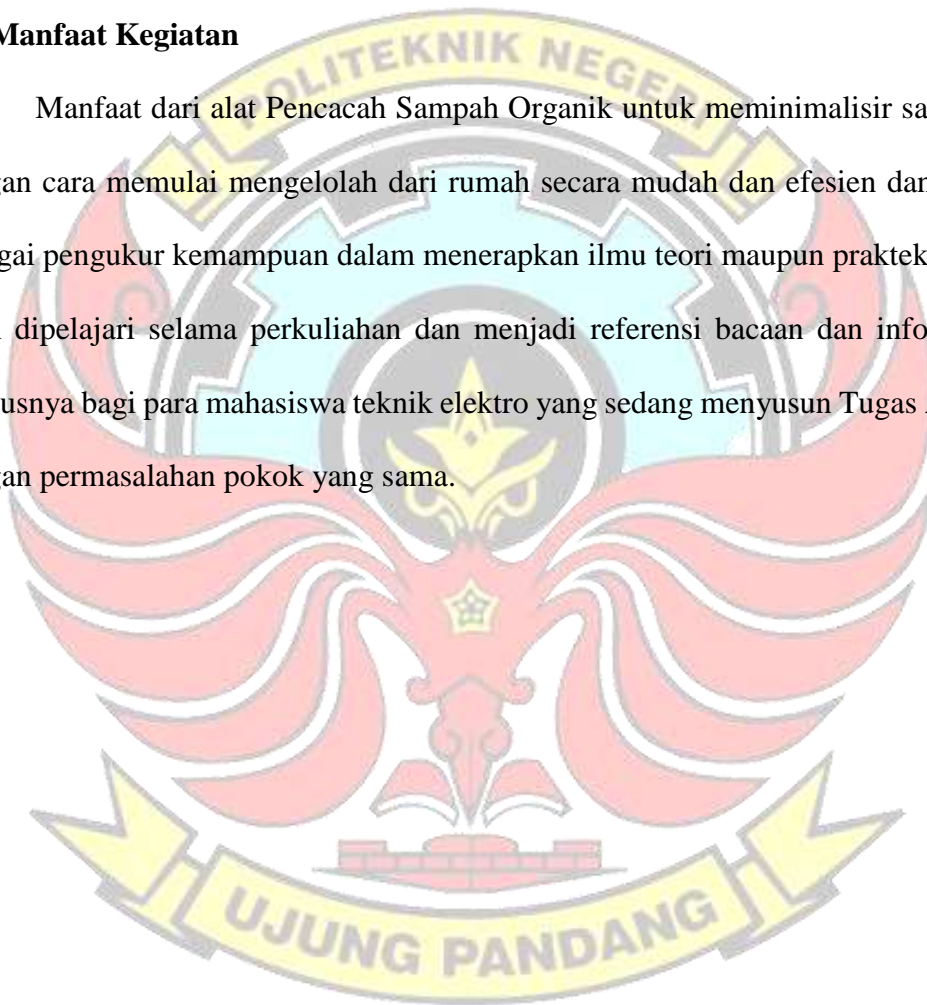 Manfaat Kegiatan
POLITEKNIK NEGERI
Manfaat dari alat Pencacah Sampah Organik untuk meminimalisir sa
gan cara memulai mengelolah dari rumah secara mudah dan efesien dan
gai pengukur kemampuan dalam menerapkan ilmu teori maupun praktek
dipelajari selama perkuliahan dan menjadi referensi bacaan dan info
usnya bagi para mahasiswa teknik elektro yang sedang menyusun Tugas
gan permasalahan pokok yang sama.
UJUNG PANDANG